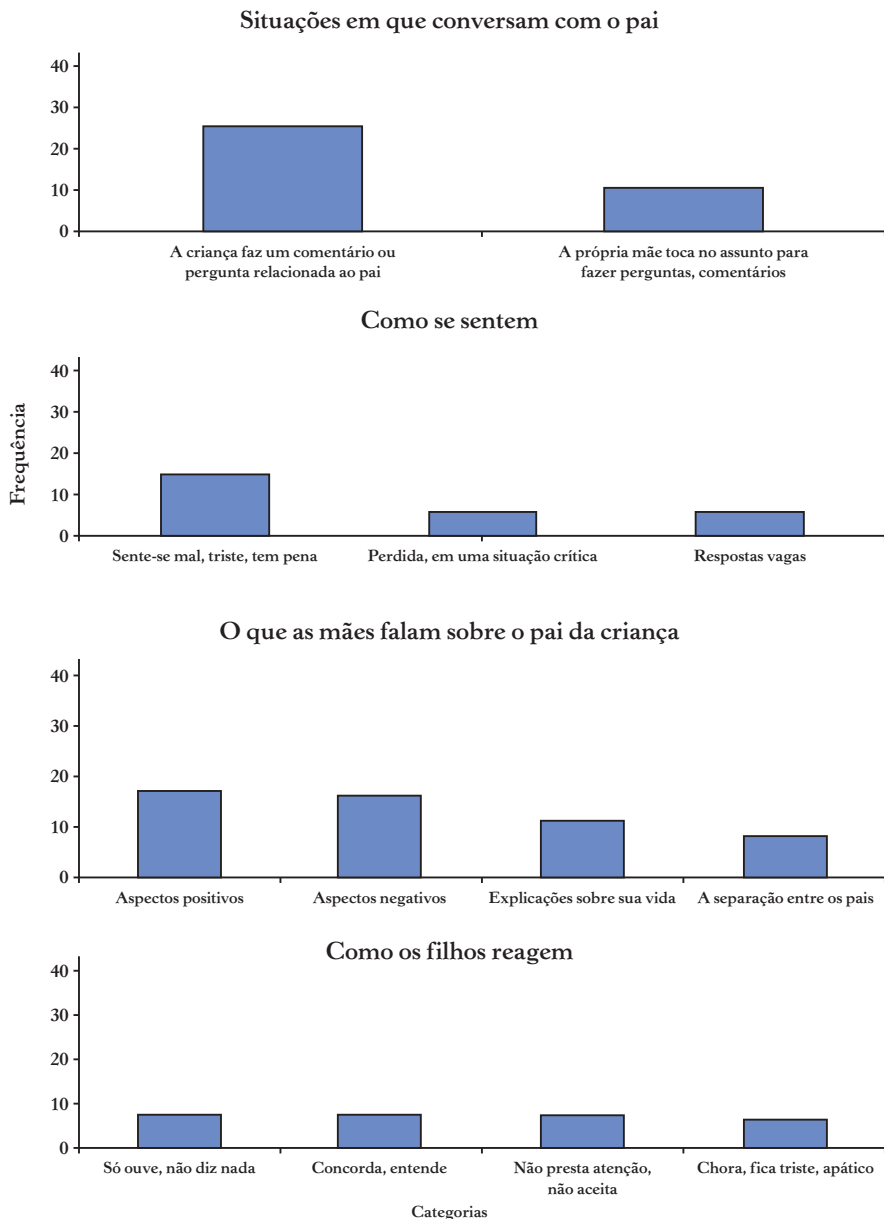 Situações em que conversam com o pai
40
30
20
10
0
A criança faz um comentário ou
pergunta relacionada ao pai
A própria mãe toca no assunto para
fazer perguntas, comentários
Como se sentem
Frequência
40
30
20
10
0
Sente-se mal, triste, tem pena
Perdida, em uma situação crítica
Respostas vagas
O que as mães falam sobre o pai da criança
40
30
20
10
0
Aspectos positivos
Aspectos negativos
Explicações sobre sua vida
A separação entre os pais
Como os filhos reagem
40
30
20
10
0
Só ouve, não diz nada
Concorda, entende
Não presta atenção,
não aceita
Chora, fica triste, apático
Categorias